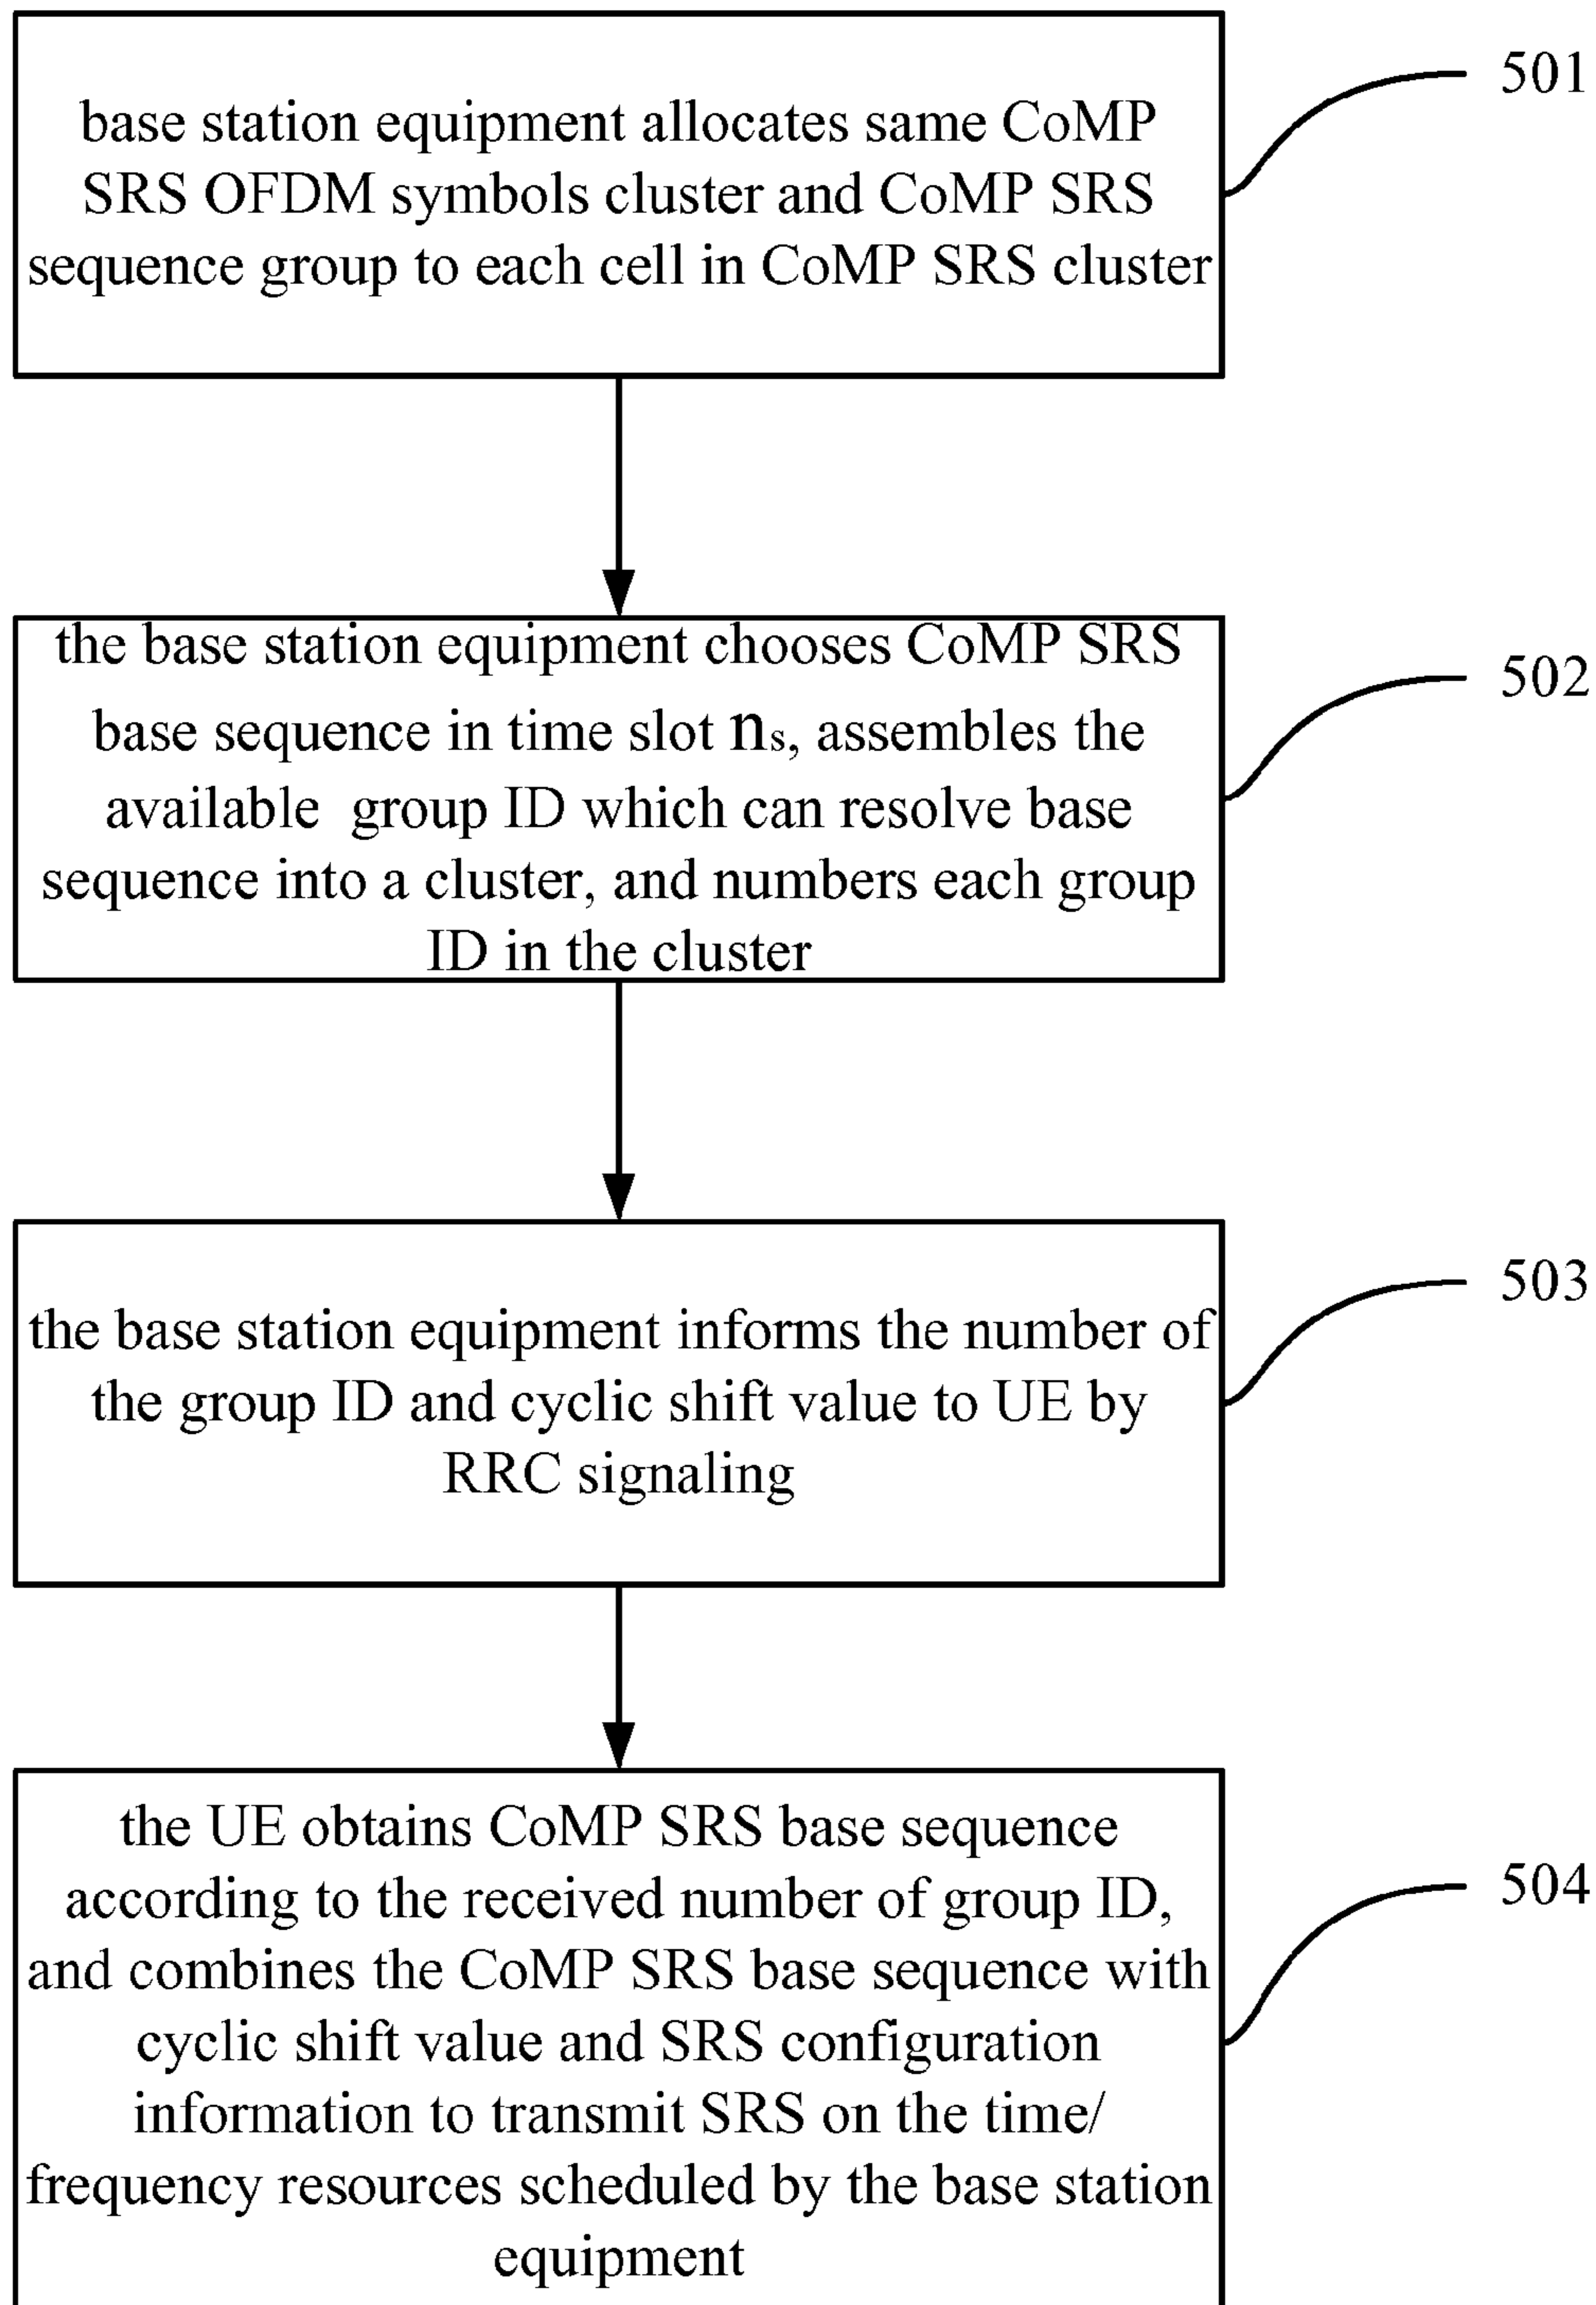 base station equipment allocates same CoMP
SRS OFDM symbols cluster and CoMP SRS
sequence group to each cell in CoMP SRS cluster
501
the base station equipment chooses CoMP SRS
base sequence in time slot ns, assembles the
available group ID which can resolve base
sequence into a cluster, and numbers each group
ID in the cluster
502
the base station equipment informs the number of
the group ID and cyclic shift value to UE by
RRC signaling
503
the UE obtains CoMP SRS base sequence
according to the received number of group ID,
and combines the CoMP SRS base sequence with
cyclic shift value and SRS configuration
information to transmit SRS on the time/
frequency resources scheduled by the base station
equipment
504